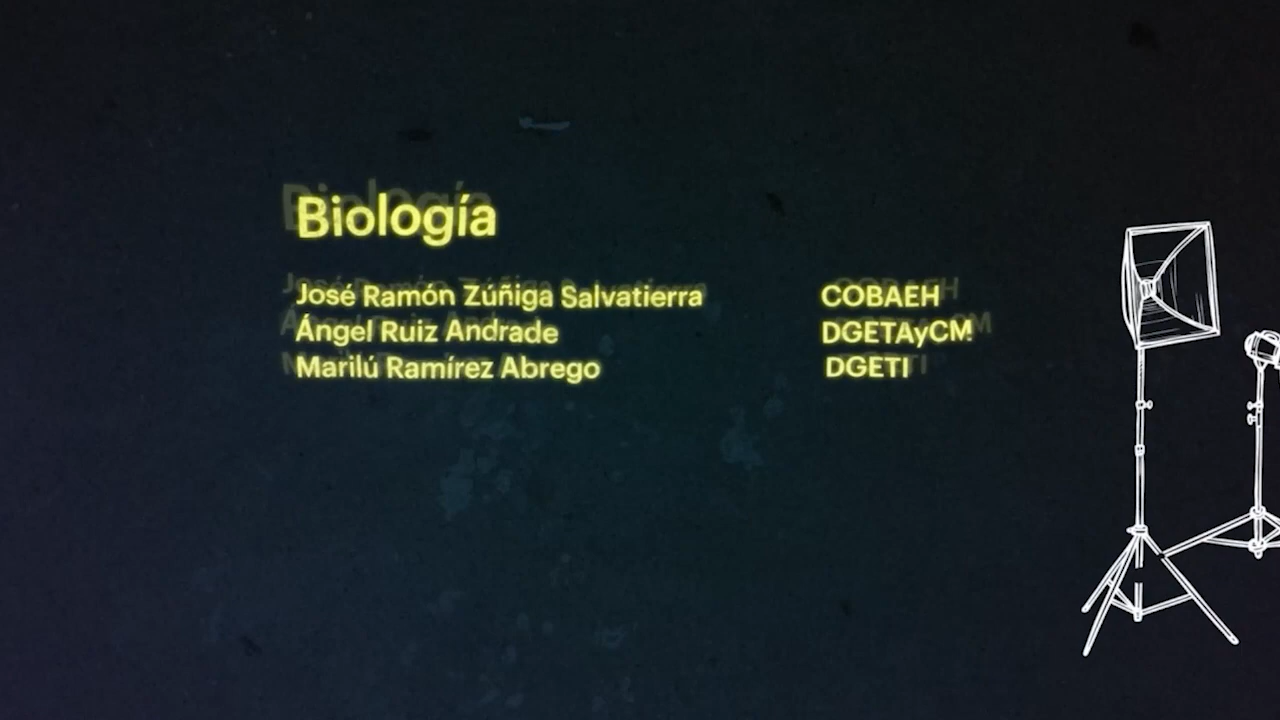 Biología
José Ramón Zúñiga Salvatierra COBAEH
Ángel Ruiz Andrade DGETAyCM
Marilú Ramírez Abrego DGETI